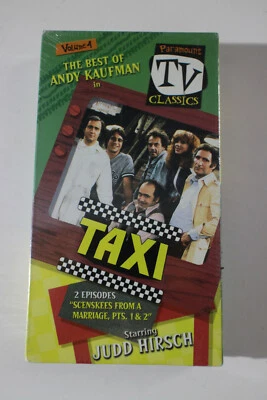 Volume 4
THE BEST OF
ANDY KAUFMAN
in
Paramount
TV
CLASSICS
TAXI
2 EPISODES
"SCENSKEES FROM A
MARRIAGE, PTS. 1 & 2"
Starring
JUDD HIRSCH